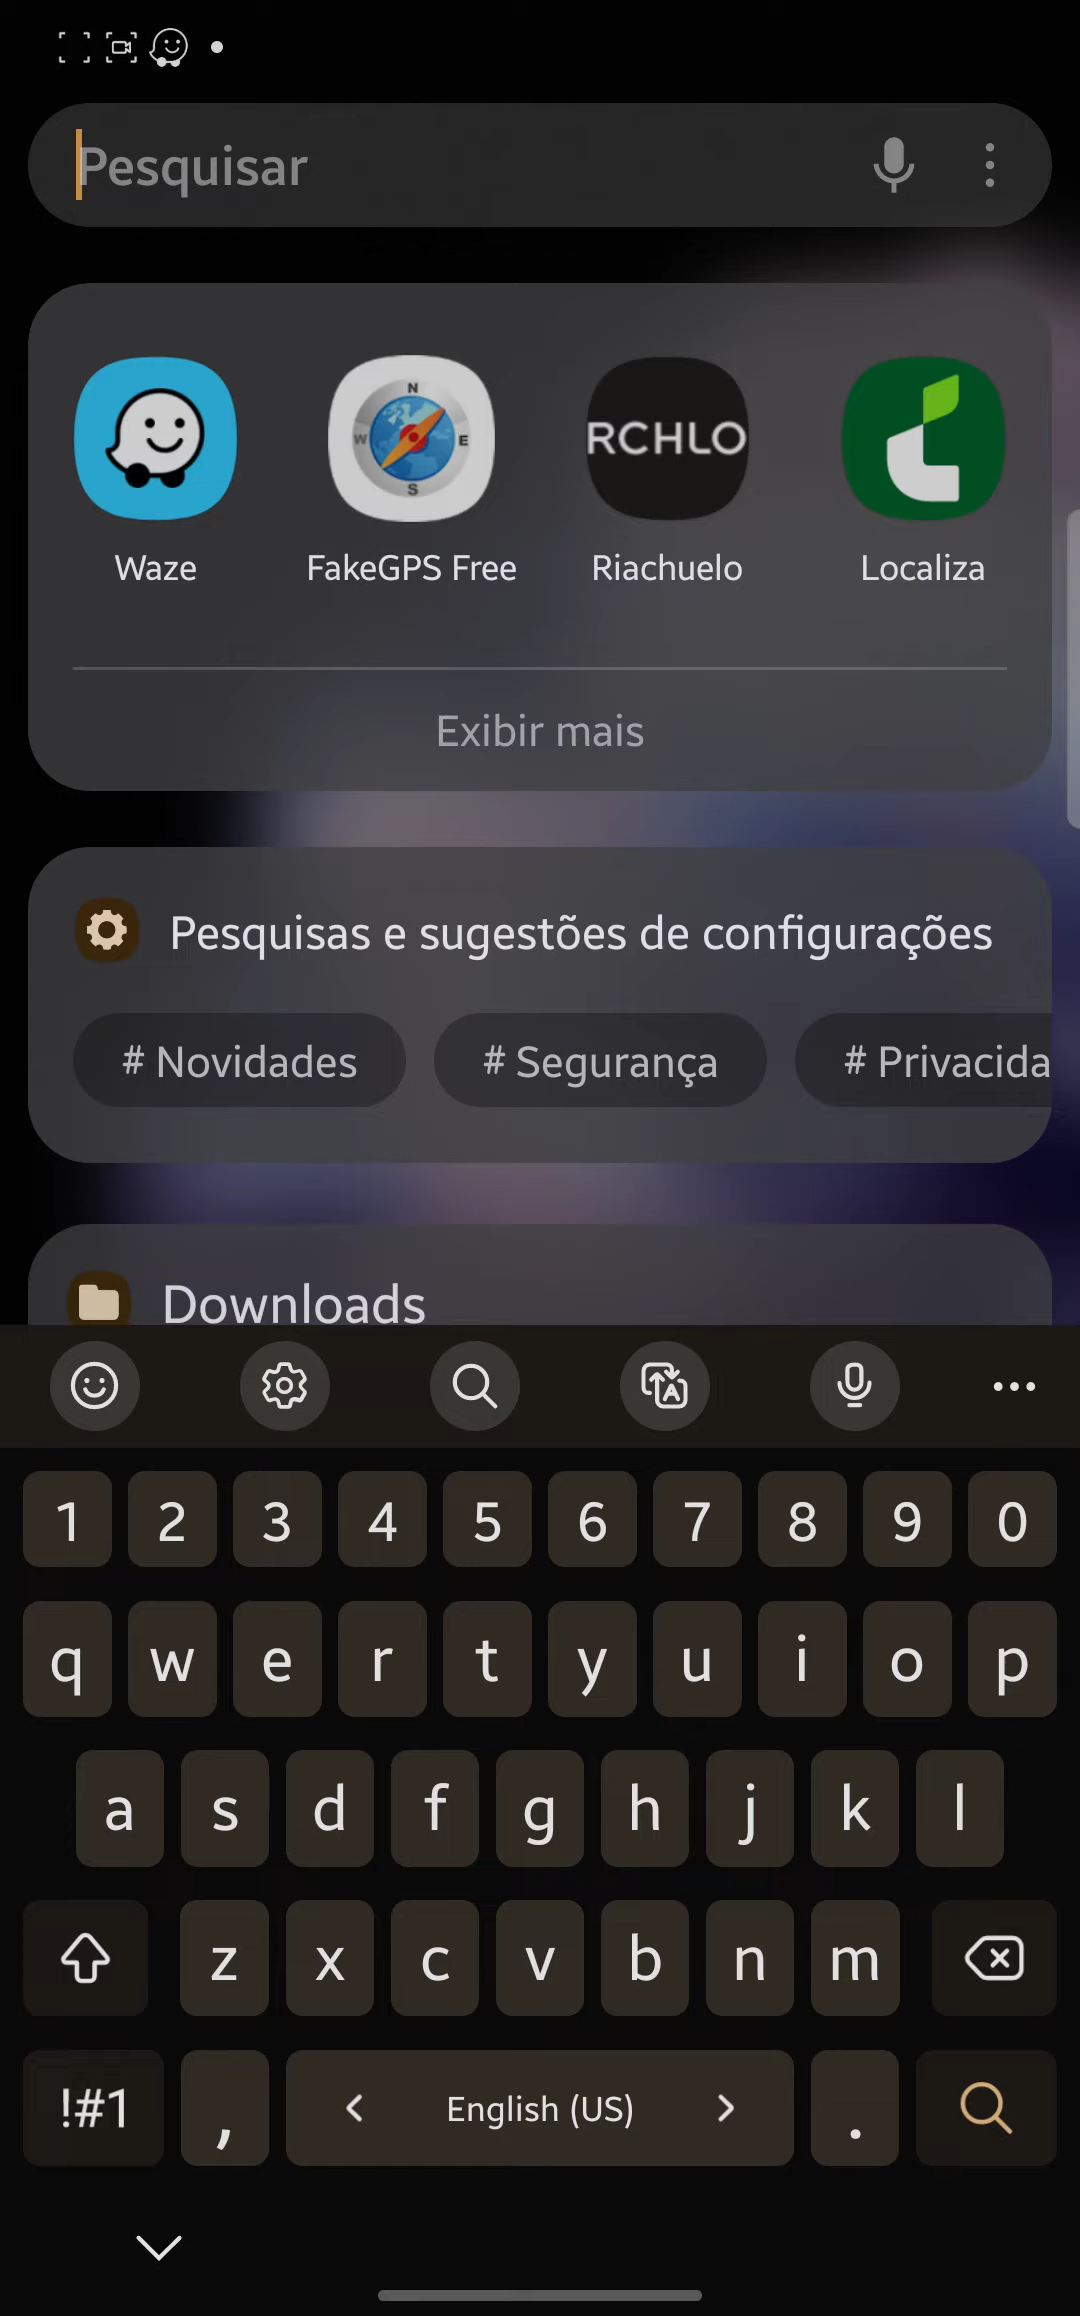 Pesquisar
N
W E
S
RCHLO
Waze FakeGPS Free Riachuelo Localiza
Exibir mais
Pesquisas e sugestões de configurações
# Novidades # Segurança # Privacida
Downloads
1 2 3 4 5 6 7 8 9 0
q w e r t y u i o p
a s d f g h j k l
z x c v b n m
!#1 , < English (US) > .